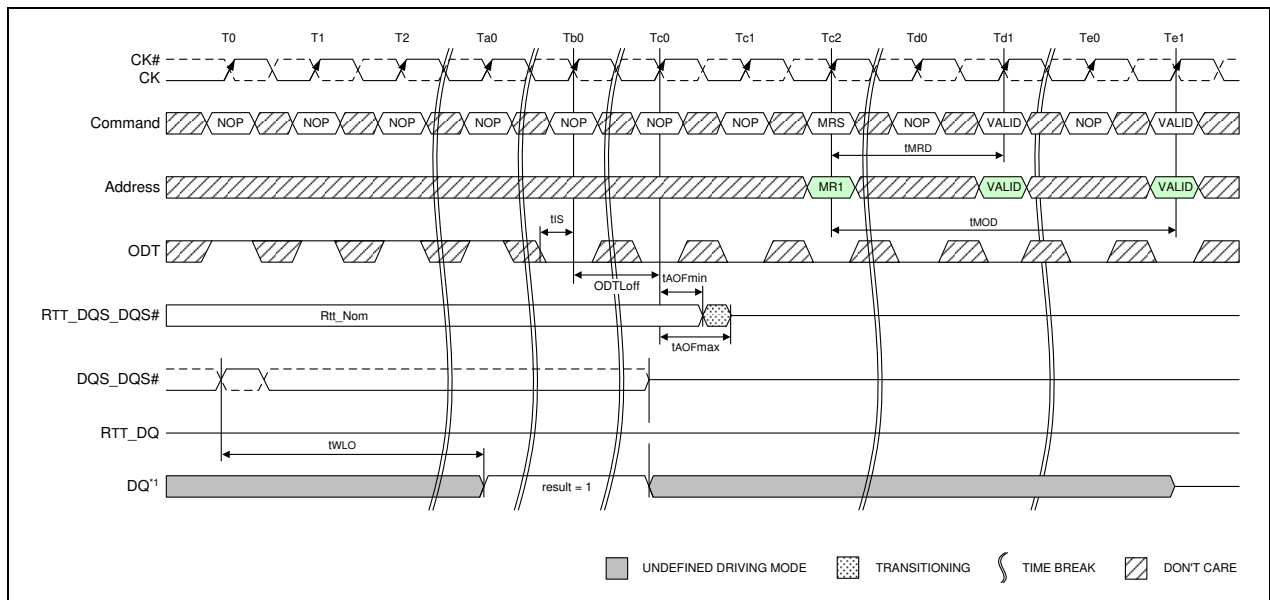 T0 T1 T2 Ta0 Tb0 Tc0 Tc1 Tc2 Td0 Td1 Te0 Te1
CK#
CK
Command NOP NOP NOP NOP NOP NOP NOP MRS NOP VALID NOP VALID
tMRD
Address MR1 VALID VALID
tIS
tMOD
ODT
tAOFmin
ODTLoff
RTT_DQS_DQS# Rtt_Nom
tAOFmax
DQS_DQS#
RTT_DQ
tWLO
DQ*1 result = 1
UNDEFINED DRIVING MODE TRANSITIONING TIME BREAK DON'T CARE